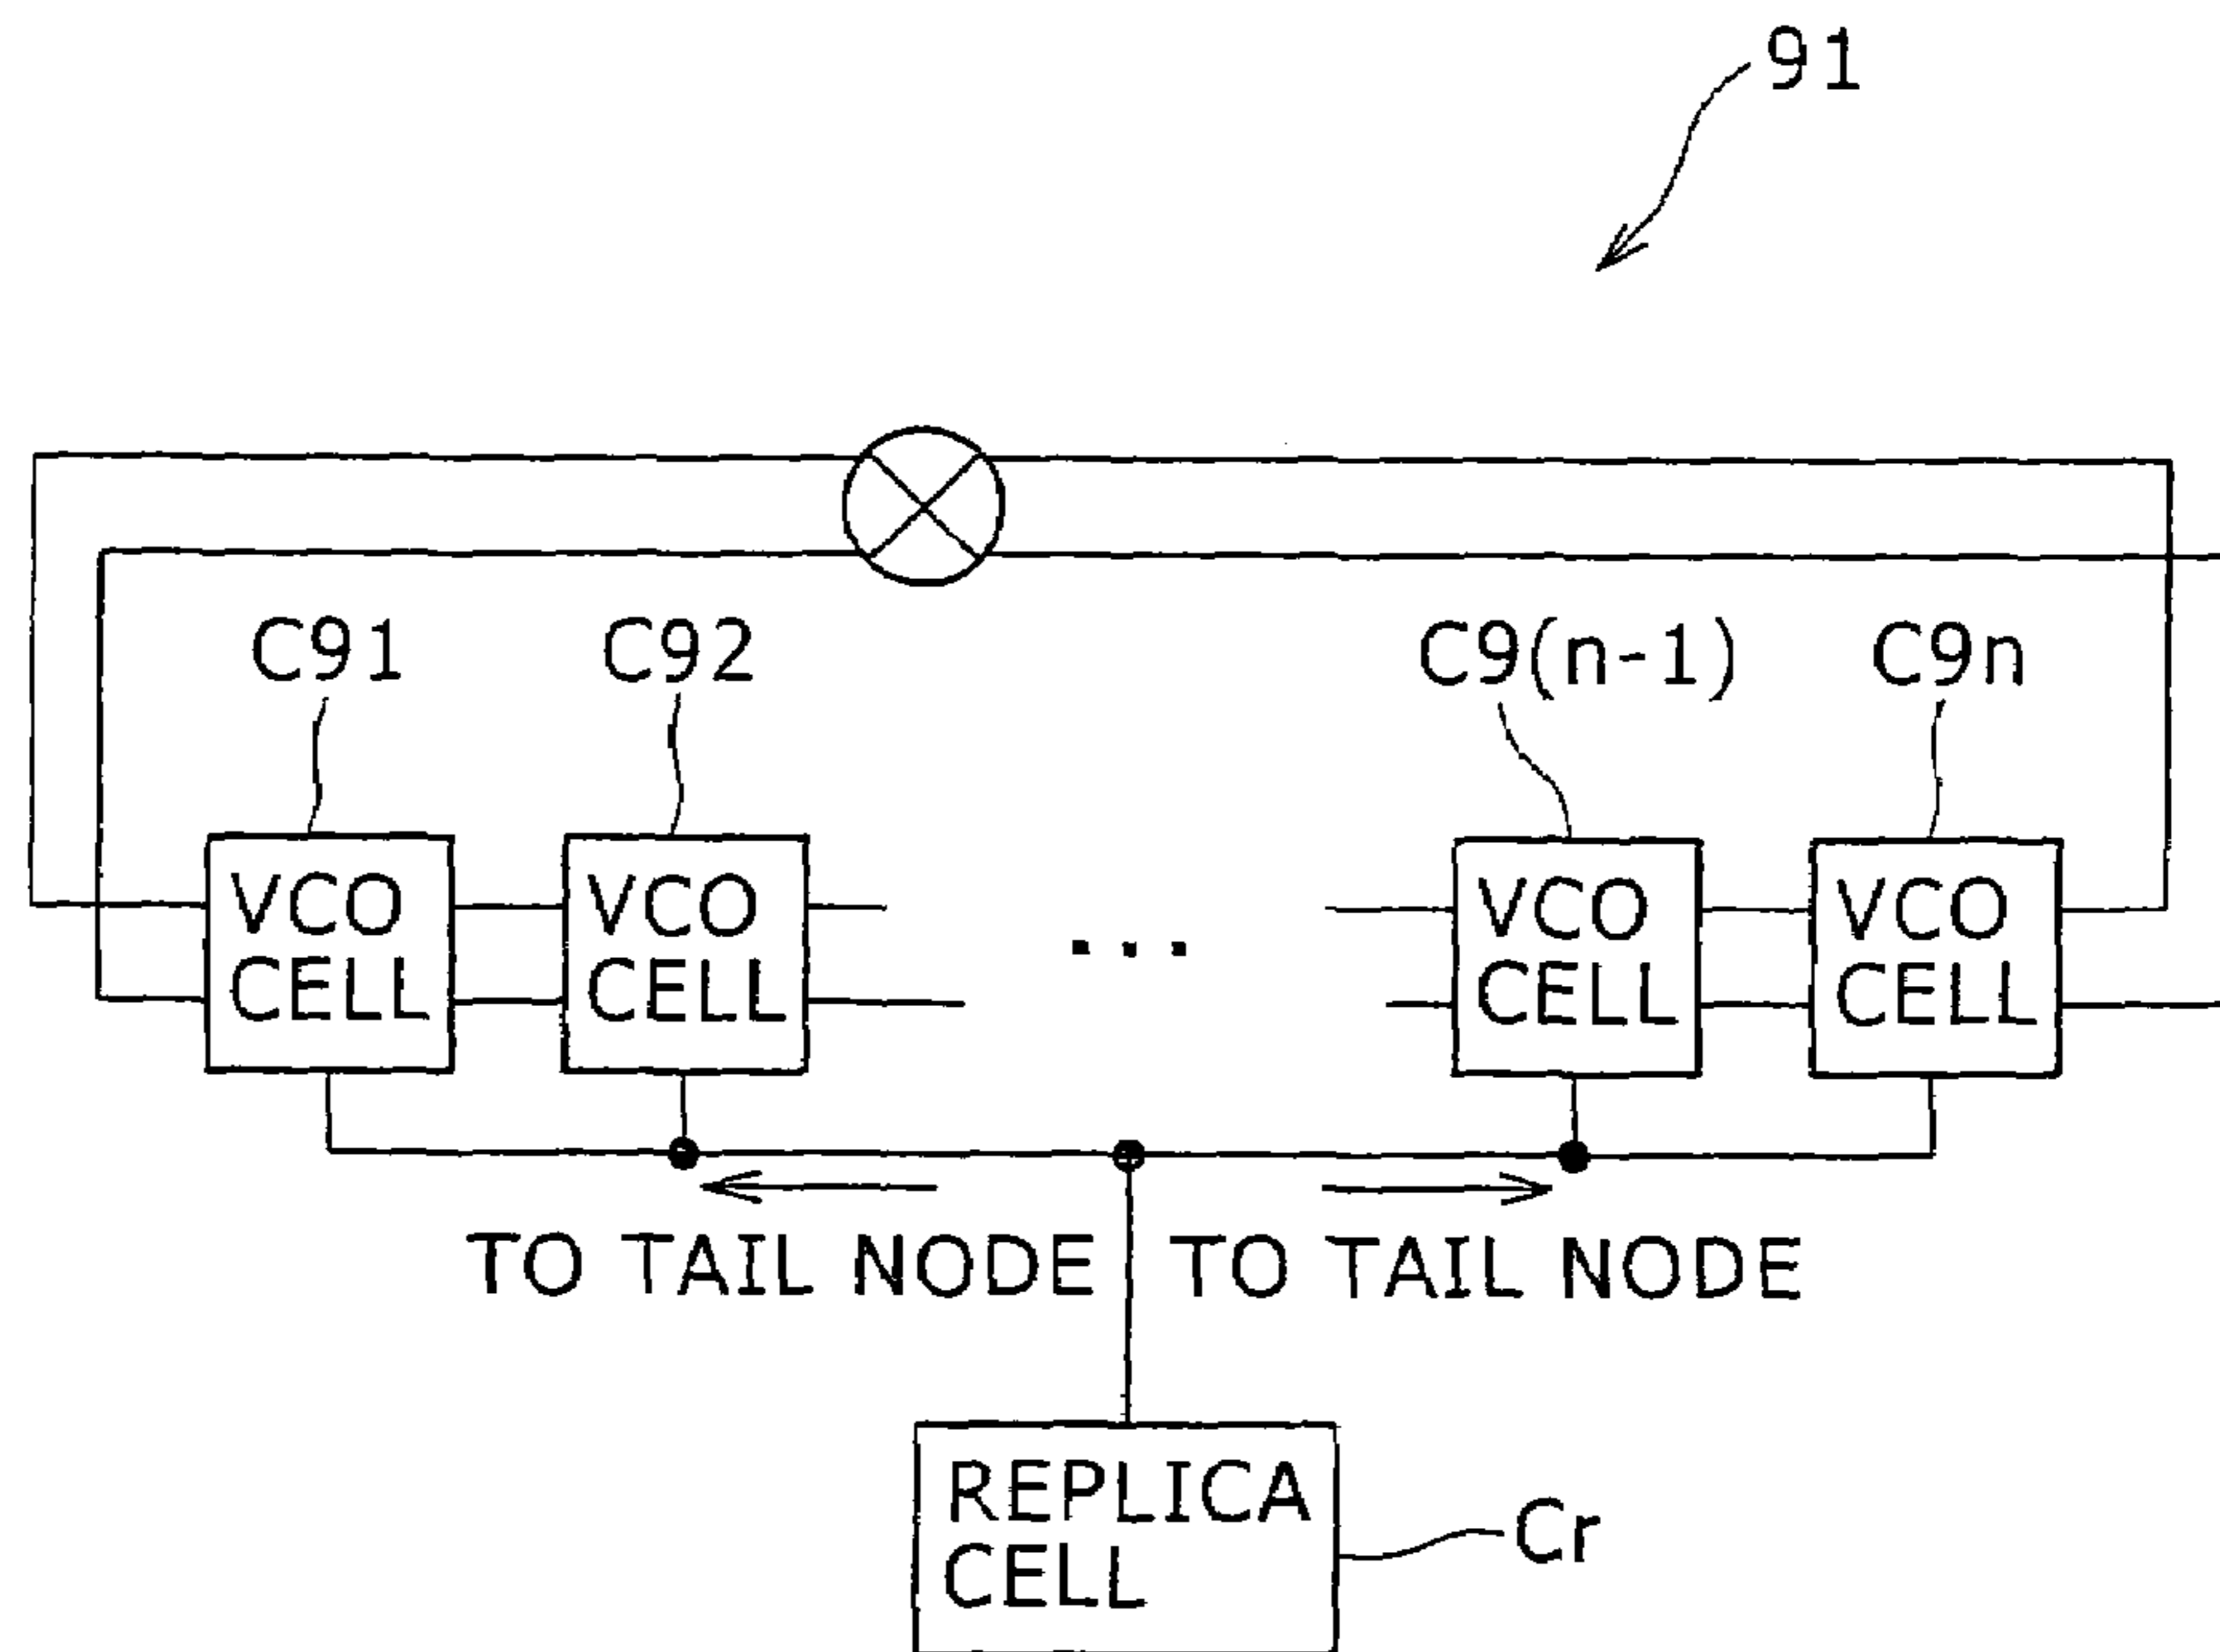 91
C91
C92
C9(n-1)
C9n
VCO
CELL
VCO
CELL
...
VCO
CELL
VCO
CELL
TO TAIL NODE
TO TAIL NODE
REPLICA
CELL
Cr